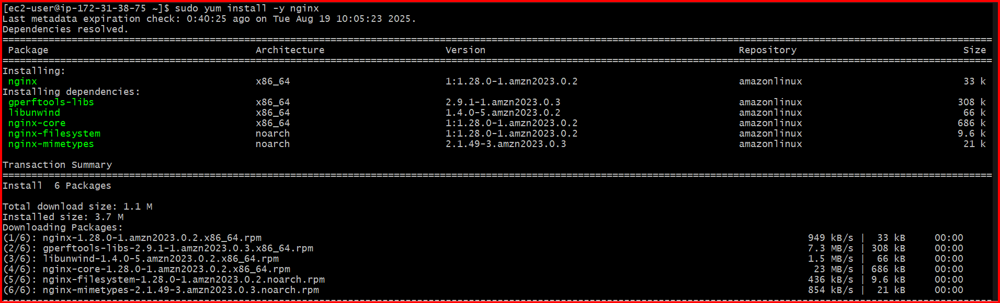 [ec2-user@ip-172-31-38-75 ~]$ sudo yum install -y nginx
Last metadata expiration check: 0:40:25 ago on Tue Aug 19 10:05:23 2025.
Dependencies resolved.
Package Architecture Version Repository Size
Installing:
nginx x86_64 1:1.28.0-1.amzn2023.0.2 amazonlinux 33 k
Installing dependencies:
gperftools-libs x86_64 2.9.1-1.amzn2023.0.3 amazonlinux 308 k
libunwind x86_64 1.4.0-5.amzn2023.0.2 amazonlinux 66 k
nginx-core x86_64 1:1.28.0-1.amzn2023.0.2 amazonlinux 686 k
nginx-filesystem noarch 1:1.28.0-1.amzn2023.0.2 amazonlinux 9.6 k
nginx-mimetypes noarch 2.1.49-3.amzn2023.0.3 amazonlinux 21 k
Transaction Summary
Install 6 Packages
Total download size: 1.1 M
Installed size: 3.7 M
Downloading Packages:
(1/6): nginx-1.28.0-1.amzn2023.0.2.x86_64.rpm 949 kB/s | 33 kB 00:00
(2/6): gperftools-libs-2.9.1-1.amzn2023.0.3.x86_64.rpm 7.3 MB/s | 308 kB 00:00
(3/6): libunwind-1.4.0-5.amzn2023.0.2.x86_64.rpm 1.5 MB/s | 66 kB 00:00
(4/6): nginx-core-1.28.0-1.amzn2023.0.2.x86_64.rpm 23 MB/s | 686 kB 00:00
(5/6): nginx-filesystem-1.28.0-1.amzn2023.0.2.noarch.rpm 436 kB/s | 9.6 kB 00:00
(6/6): nginx-mimetypes-2.1.49-3.amzn2023.0.3.noarch.rpm 854 kB/s | 21 kB 00:00